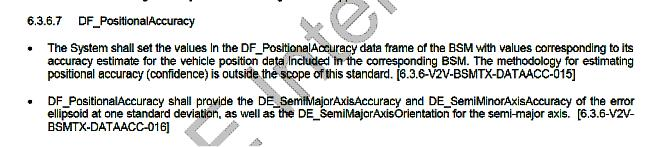 6.3.6.7 DF_PositionalAccuracy
• The System shall set the values in the DF_PositionalAccuracy data frame of the BSM with values corresponding to its
accuracy estimate for the vehicle position data included in the corresponding BSM. The methodology for estimating
positional accuracy (confidence) is outside the scope of this standard. [6.3.6-V2V-BSMTX-DATAACC-015]
• DF_PositionalAccuracy shall provide the DE_SemiMajorAxisAccuracy and DE_SemiMinorAxisAccuracy of the error
ellipsoid at one standard deviation, as well as the DE_SemiMajorAxisOrientation for the semi-major axis. [6.3.6-V2V-
BSMTX-DATAACC-016]